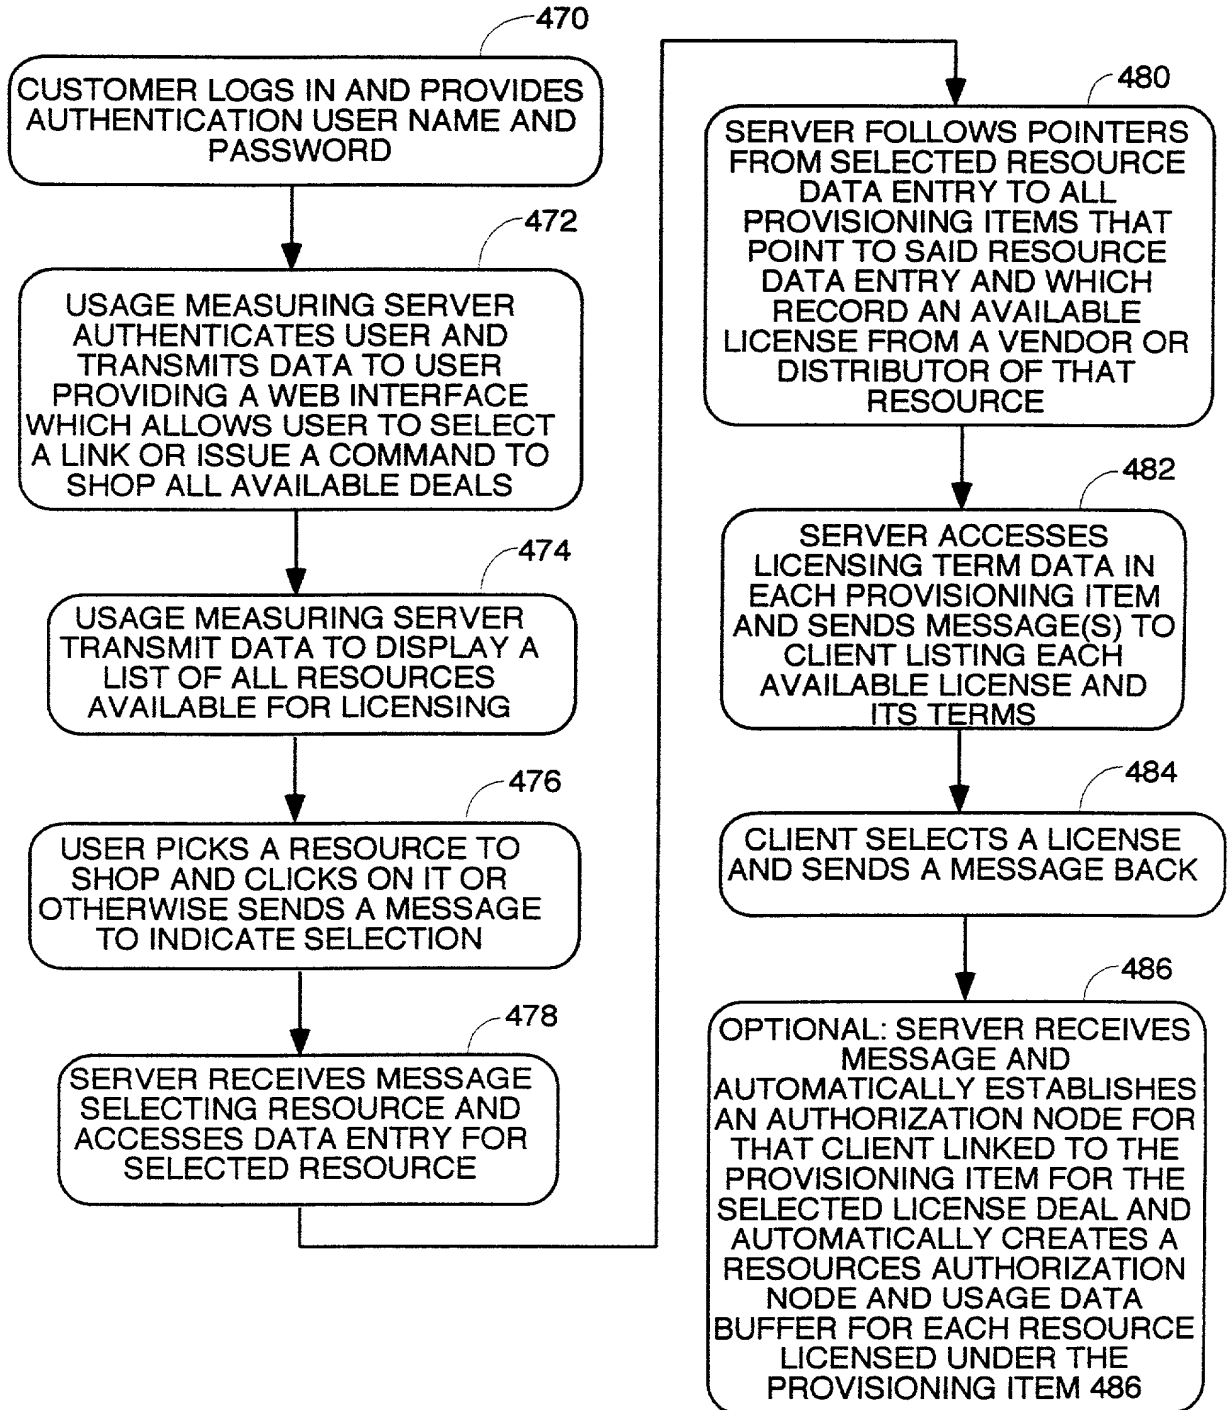 470
CUSTOMER LOGS IN AND PROVIDES
AUTHENTICATION USER NAME AND
PASSWORD
472
USAGE MEASURING SERVER
AUTHENTICATES USER AND
TRANSMITS DATA TO USER
PROVIDING A WEB INTERFACE
WHICH ALLOWS USER TO SELECT
A LINK OR ISSUE A COMMAND TO
SHOP ALL AVAILABLE DEALS
474
USAGE MEASURING SERVER
TRANSMIT DATA TO DISPLAY A
LIST OF ALL RESOURCES
AVAILABLE FOR LICENSING
476
USER PICKS A RESOURCE TO
SHOP AND CLICKS ON IT OR
OTHERWISE SENDS A MESSAGE
TO INDICATE SELECTION
478
SERVER RECEIVES MESSAGE
SELECTING RESOURCE AND
ACCESSES DATA ENTRY FOR
SELECTED RESOURCE
480
SERVER FOLLOWS POINTERS
FROM SELECTED RESOURCE
DATA ENTRY TO ALL
PROVISIONING ITEMS THAT
POINT TO SAID RESOURCE
DATA ENTRY AND WHICH
RECORD AN AVAILABLE
LICENSE FROM A VENDOR OR
DISTRIBUTOR OF THAT
RESOURCE
482
SERVER ACCESSES
LICENSING TERM DATA IN
EACH PROVISIONING ITEM
AND SENDS MESSAGE(S) TO
CLIENT LISTING EACH
AVAILABLE LICENSE AND
ITS TERMS
484
CLIENT SELECTS A LICENSE
AND SENDS A MESSAGE BACK
486
OPTIONAL: SERVER RECEIVES
MESSAGE AND
AUTOMATICALLY ESTABLISHES
AN AUTHORIZATION NODE FOR
THAT CLIENT LINKED TO THE
PROVISIONING ITEM FOR THE
SELECTED LICENSE DEAL AND
AUTOMATICALLY CREATES A
RESOURCES AUTHORIZATION
NODE AND USAGE DATA
BUFFER FOR EACH RESOURCE
LICENSED UNDER THE
PROVISIONING ITEM 486